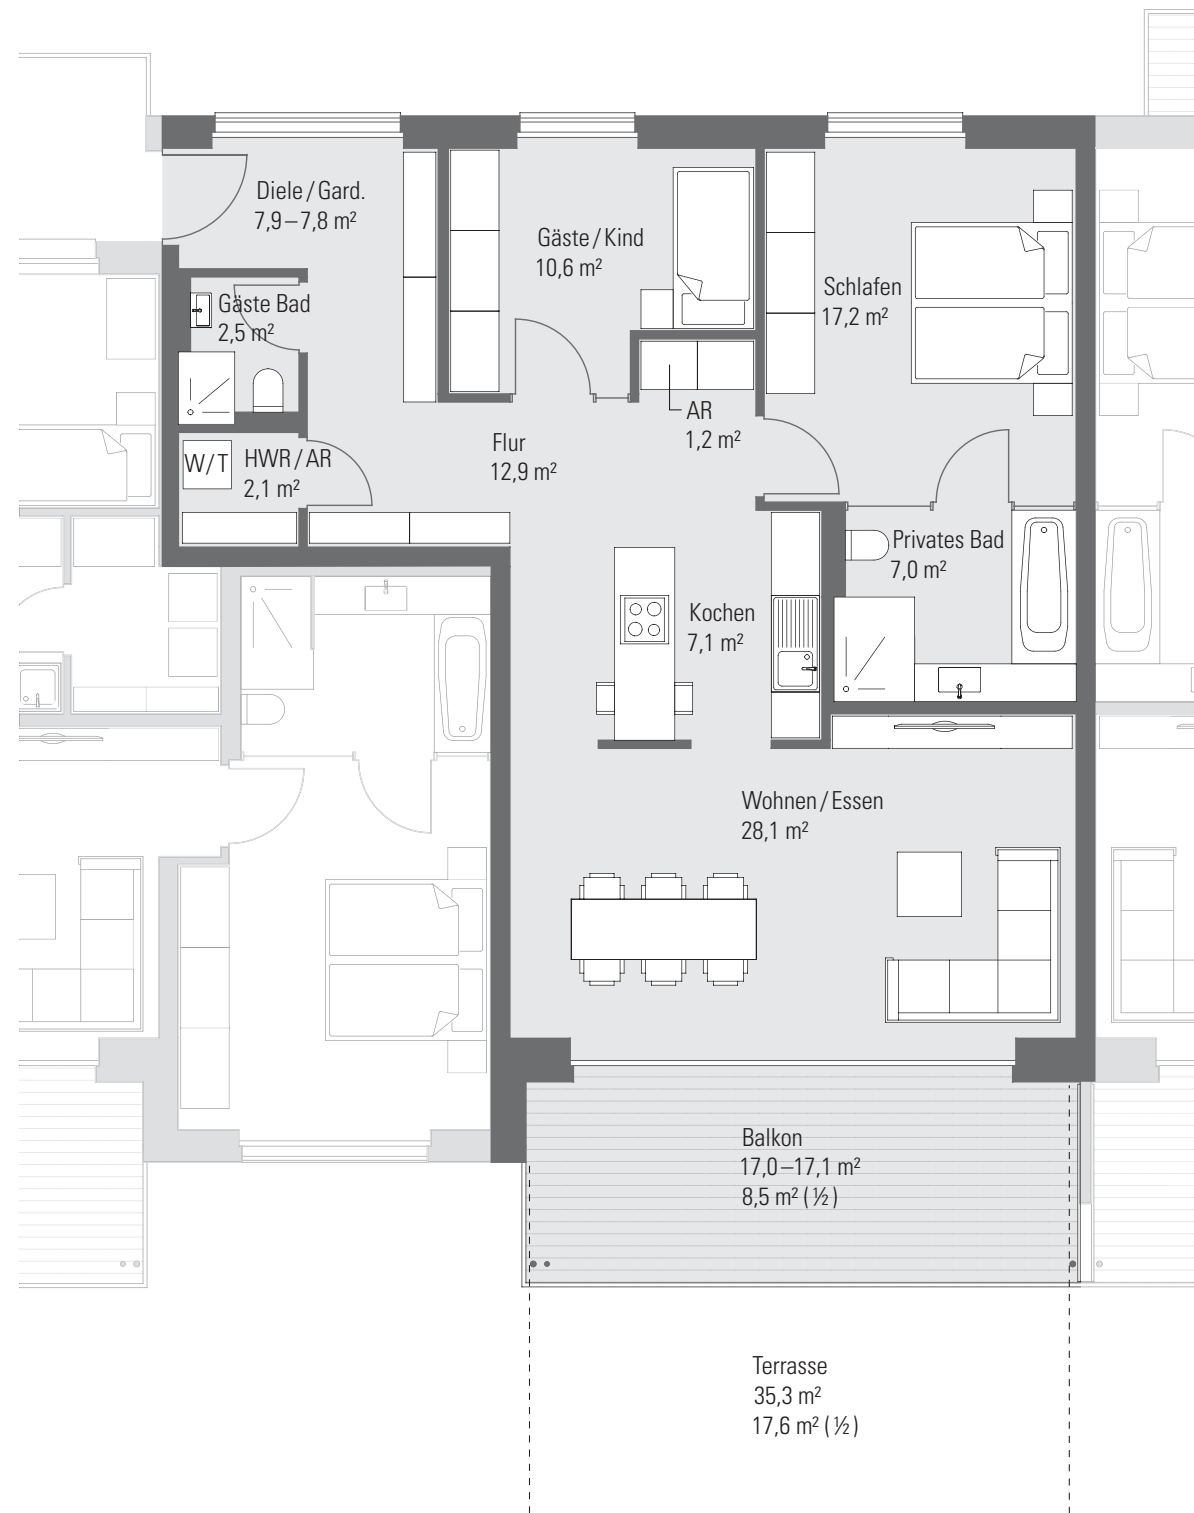 Diele / Gard.
7,9–7,8 m²
Gäste / Kind
10,6 m²
Schlafen
17,2 m²
Gäste Bad
2,5 m²
AR
1,2 m²
Flur
12,9 m²
W/T
HWR / AR
2,1 m²
Privates Bad
7,0 m²
Kochen
7,1 m²
Wohnen / Essen
28,1 m²
Balkon
17,0–17,1 m²
8,5 m² ( ½ )
Terrasse
35,3 m²
17,6 m² ( ½ )